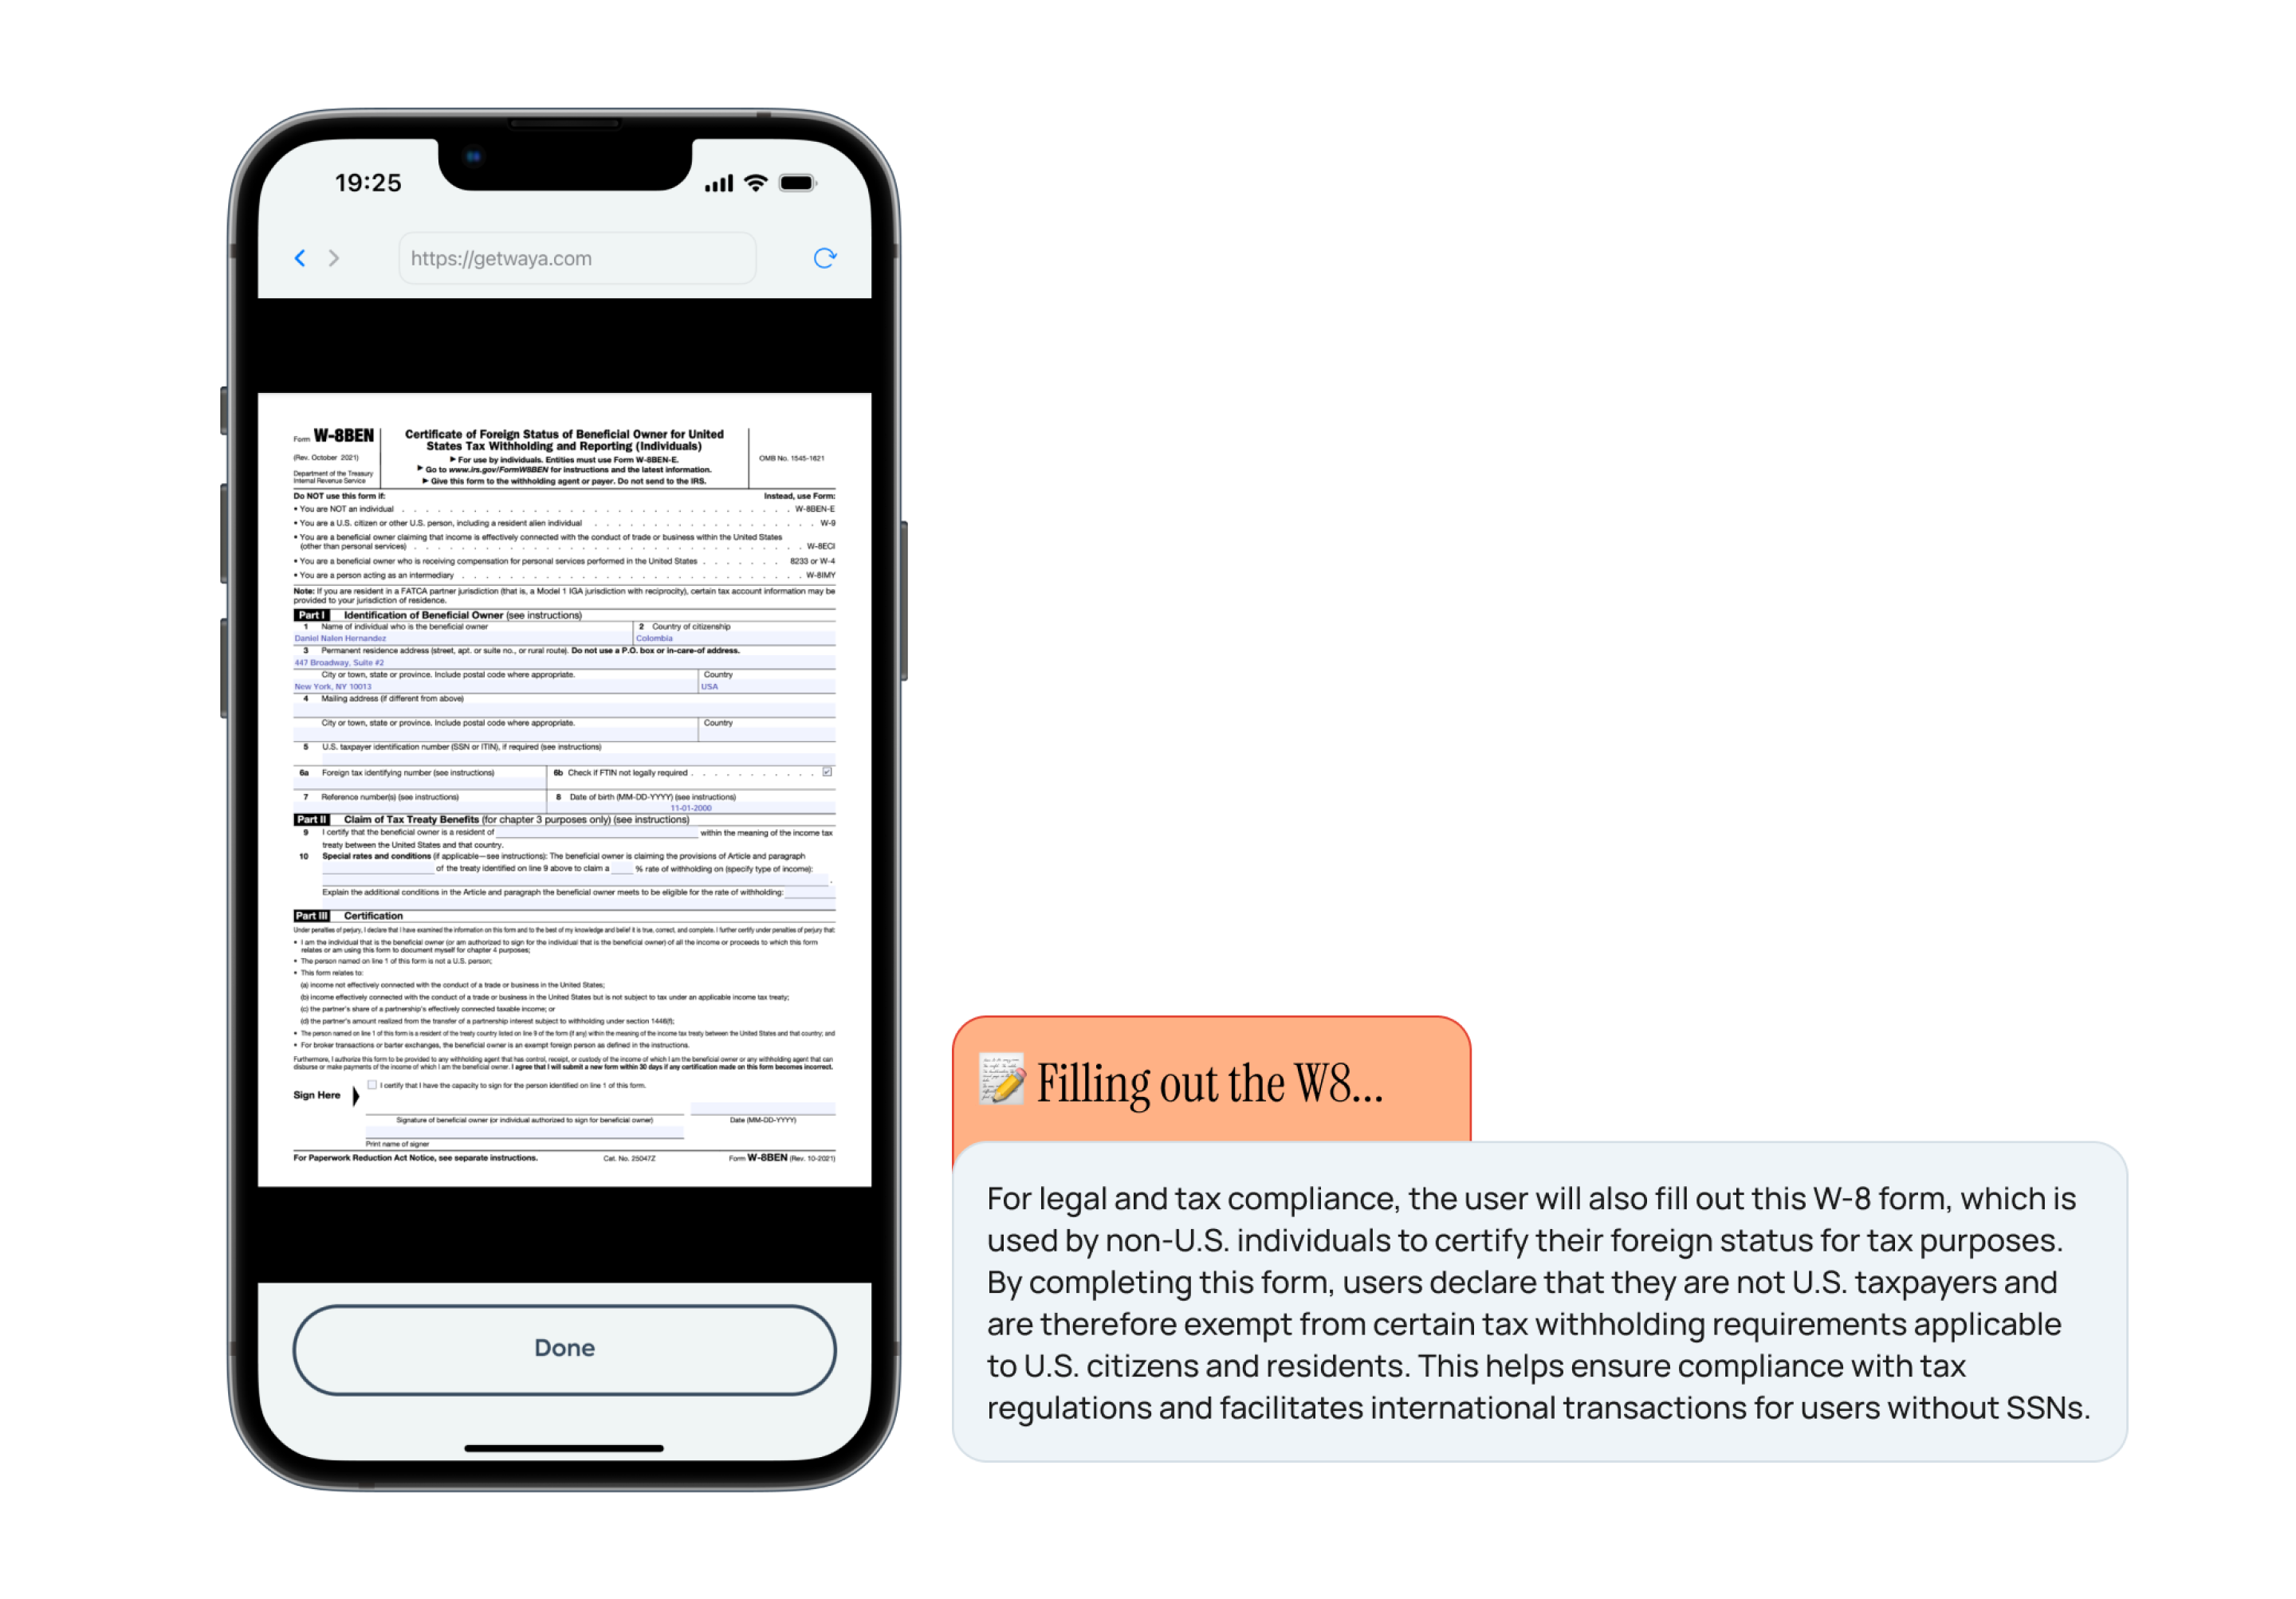 19:25
https://getwaya.com
Form W-8BEN
(Rev. October 2021)
Department of the Treasury
Internal Revenue Service
Certificate of Foreign Status of Beneficial Owner for United
States Tax Withholding and Reporting (Individuals)
▶ For use by individuals. Entities must use Form W-8BEN-E.
▶ Go to www.irs.gov/FormW8BEN for instructions and the latest information.
▶ Give this form to the withholding agent or payer. Do not send to the IRS.
OMB No. 1545-1621
Do NOT use this form if: Instead, use Form:
• You are NOT an individual . . . . . W-8BEN-E
• You are a U.S. citizen or other U.S. person, including a resident alien individual . . . . . W-9
• You are a beneficial owner claiming that income is effectively connected with the conduct of trade or business within the United States
(other than personal services) . . . . . W-8ECI
• You are a beneficial owner who is receiving compensation for personal services performed in the United States . . . . . 8233 or W-4
• You are a person acting as an intermediary . . . . . W-8IMY
Note: If you are resident in a FATCA partner jurisdiction (that is, a Model 1 IGA jurisdiction with reciprocity), certain tax account information may be
provided to your jurisdiction of residence.
Part I Identification of Beneficial Owner (see instructions)
1 Name of individual who is the beneficial owner
Daniel Nalen Hernandez
2 Country of citizenship
Colombia
3 Permanent residence address (street, apt. or suite no., or rural route). Do not use a P.O. box or in-care-of address.
447 Broadway, Suite #2
City or town, state or province. Include postal code where appropriate. Country
New York, NY 10013 USA
4 Mailing address (if different from above)
City or town, state or province. Include postal code where appropriate. Country
5 U.S. taxpayer identification number (SSN or ITIN), if required (see instructions)
6a Foreign tax identifying number (see instructions)
6b Check if FTIN not legally required . . . . .
7 Reference number(s) (see instructions)
8 Date of birth (MM-DD-YYYY) (see instructions)
11-01-2000
Part II Claim of Tax Treaty Benefits (for chapter 3 purposes only) (see instructions)
9 I certify that the beneficial owner is a resident of within the meaning of the income tax
treaty between the United States and that country.
10 Special rates and conditions (if applicable—see instructions): The beneficial owner is claiming the provisions of Article and paragraph
of the treaty identified on line 9 above to claim a % rate of withholding on (specify type of income):
.
Explain the additional conditions in the Article and paragraph the beneficial owner meets to be eligible for the rate of withholding:
Part III Certification
Under penalties of perjury, I declare that I have examined the information on this form and to the best of my knowledge and belief it is true, correct, and complete. I further certify under penalties of perjury that:
• I am the individual that is the beneficial owner (or am authorized to sign for the individual that is the beneficial owner) of all the income or proceeds to which this form
relates or am using this form to document myself for chapter 4 purposes;
• The person named on line 1 of this form is not a U.S. person;
• This form relates to:
(a) income not effectively connected with the conduct of a trade or business in the United States;
(b) income effectively connected with the conduct of a trade or business in the United States but is not subject to tax under an applicable income tax treaty;
(c) the partner's share of a partnership's effectively connected taxable income; or
(d) the partner's amount realized from the transfer of a partnership interest subject to withholding under section 1446(f);
• The person named on line 1 of this form is a resident of the treaty country listed on line 9 of the form (if any) within the meaning of the income tax treaty between the United States and that country; and
• For broker transactions or barter exchanges, the beneficial owner is an exempt foreign person as defined in the instructions.
Furthermore, I authorize this form to be provided to any withholding agent that has control, receipt, or custody of the income of which I am the beneficial owner or any withholding agent that can
disburse or make payments of the income of which I am the beneficial owner. I agree that I will submit a new form within 30 days if any certification made on this form becomes incorrect.
Sign Here
I certify that I have the capacity to sign for the person identified on line 1 of this form.
Signature of beneficial owner (or individual authorized to sign for beneficial owner) Date (MM-DD-YYYY)
Print name of signer
For Paperwork Reduction Act Notice, see separate instructions. Cat. No. 25047Z Form W-8BEN (Rev. 10-2021)
Done
Filling out the W8...
For legal and tax compliance, the user will also fill out this W-8 form, which is
used by non-U.S. individuals to certify their foreign status for tax purposes.
By completing this form, users declare that they are not U.S. taxpayers and
are therefore exempt from certain tax withholding requirements applicable
to U.S. citizens and residents. This helps ensure compliance with tax
regulations and facilitates international transactions for users without SSNs.